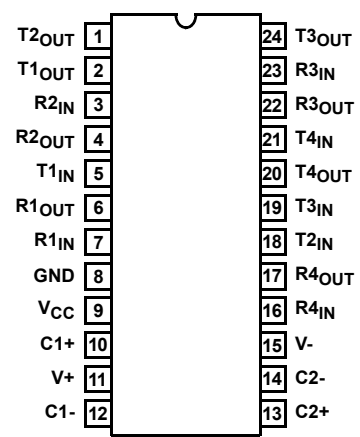 T2OUT 1 24 T3OUT
T1OUT 2 23 R3IN
R2IN 3 22 R3OUT
R2OUT 4 21 T4IN
T1IN 5 20 T4OUT
R1OUT 6 19 T3IN
R1IN 7 18 T2IN
GND 8 17 R4OUT
VCC 9 16 R4IN
C1+ 10 15 V-
V+ 11 14 C2-
C1- 12 13 C2+